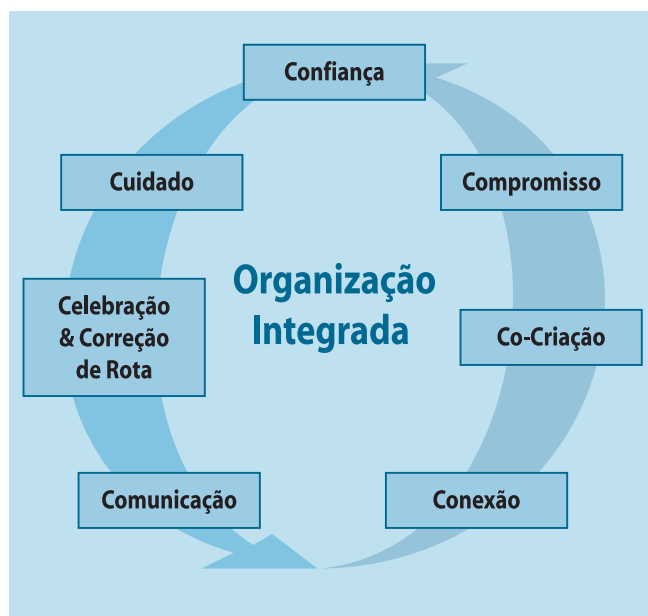 Confiança
Cuidado
Compromisso
Organização
Integrada
Celebração
& Correção
de Rota
Co-Criação
Comunicação
Conexão